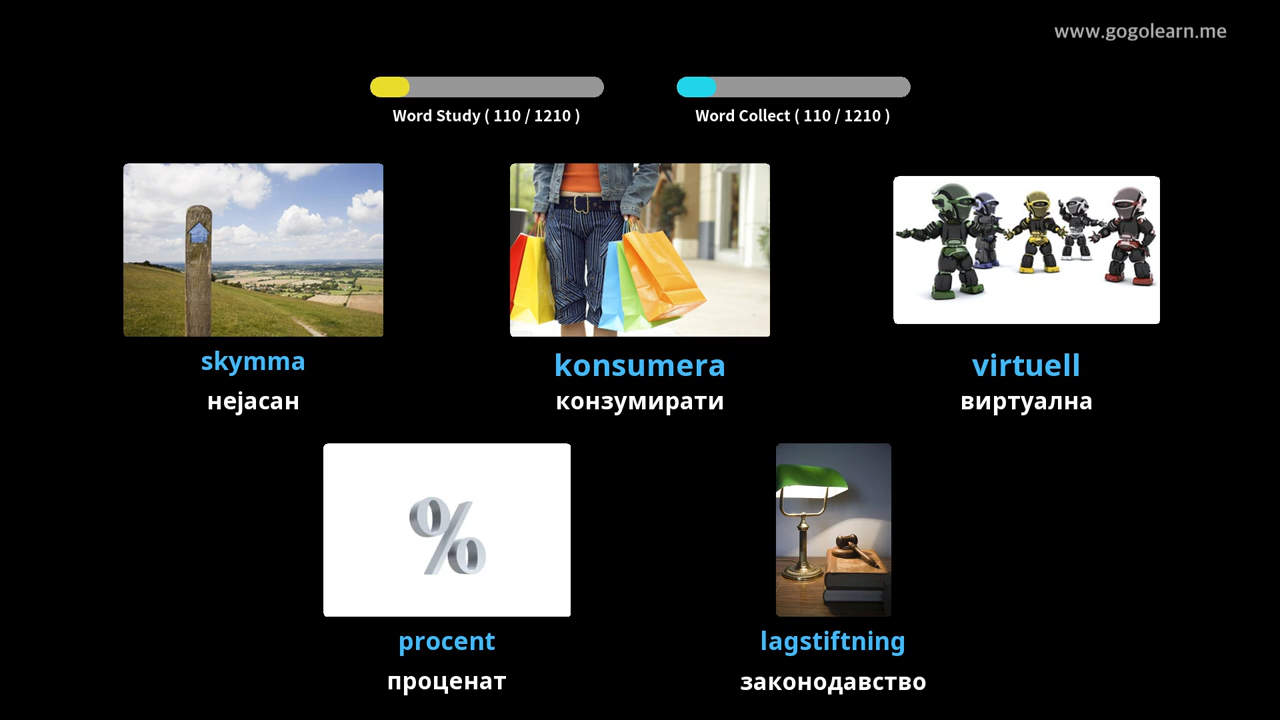 www.gogolearn.me
Word Study ( 110 / 1210 )
Word Collect ( 110 / 1210 )
skymma
konsumera
virtuell
нејасан
конзумирати
виртуална
%
procent
lagstiftning
проценат
законодавство